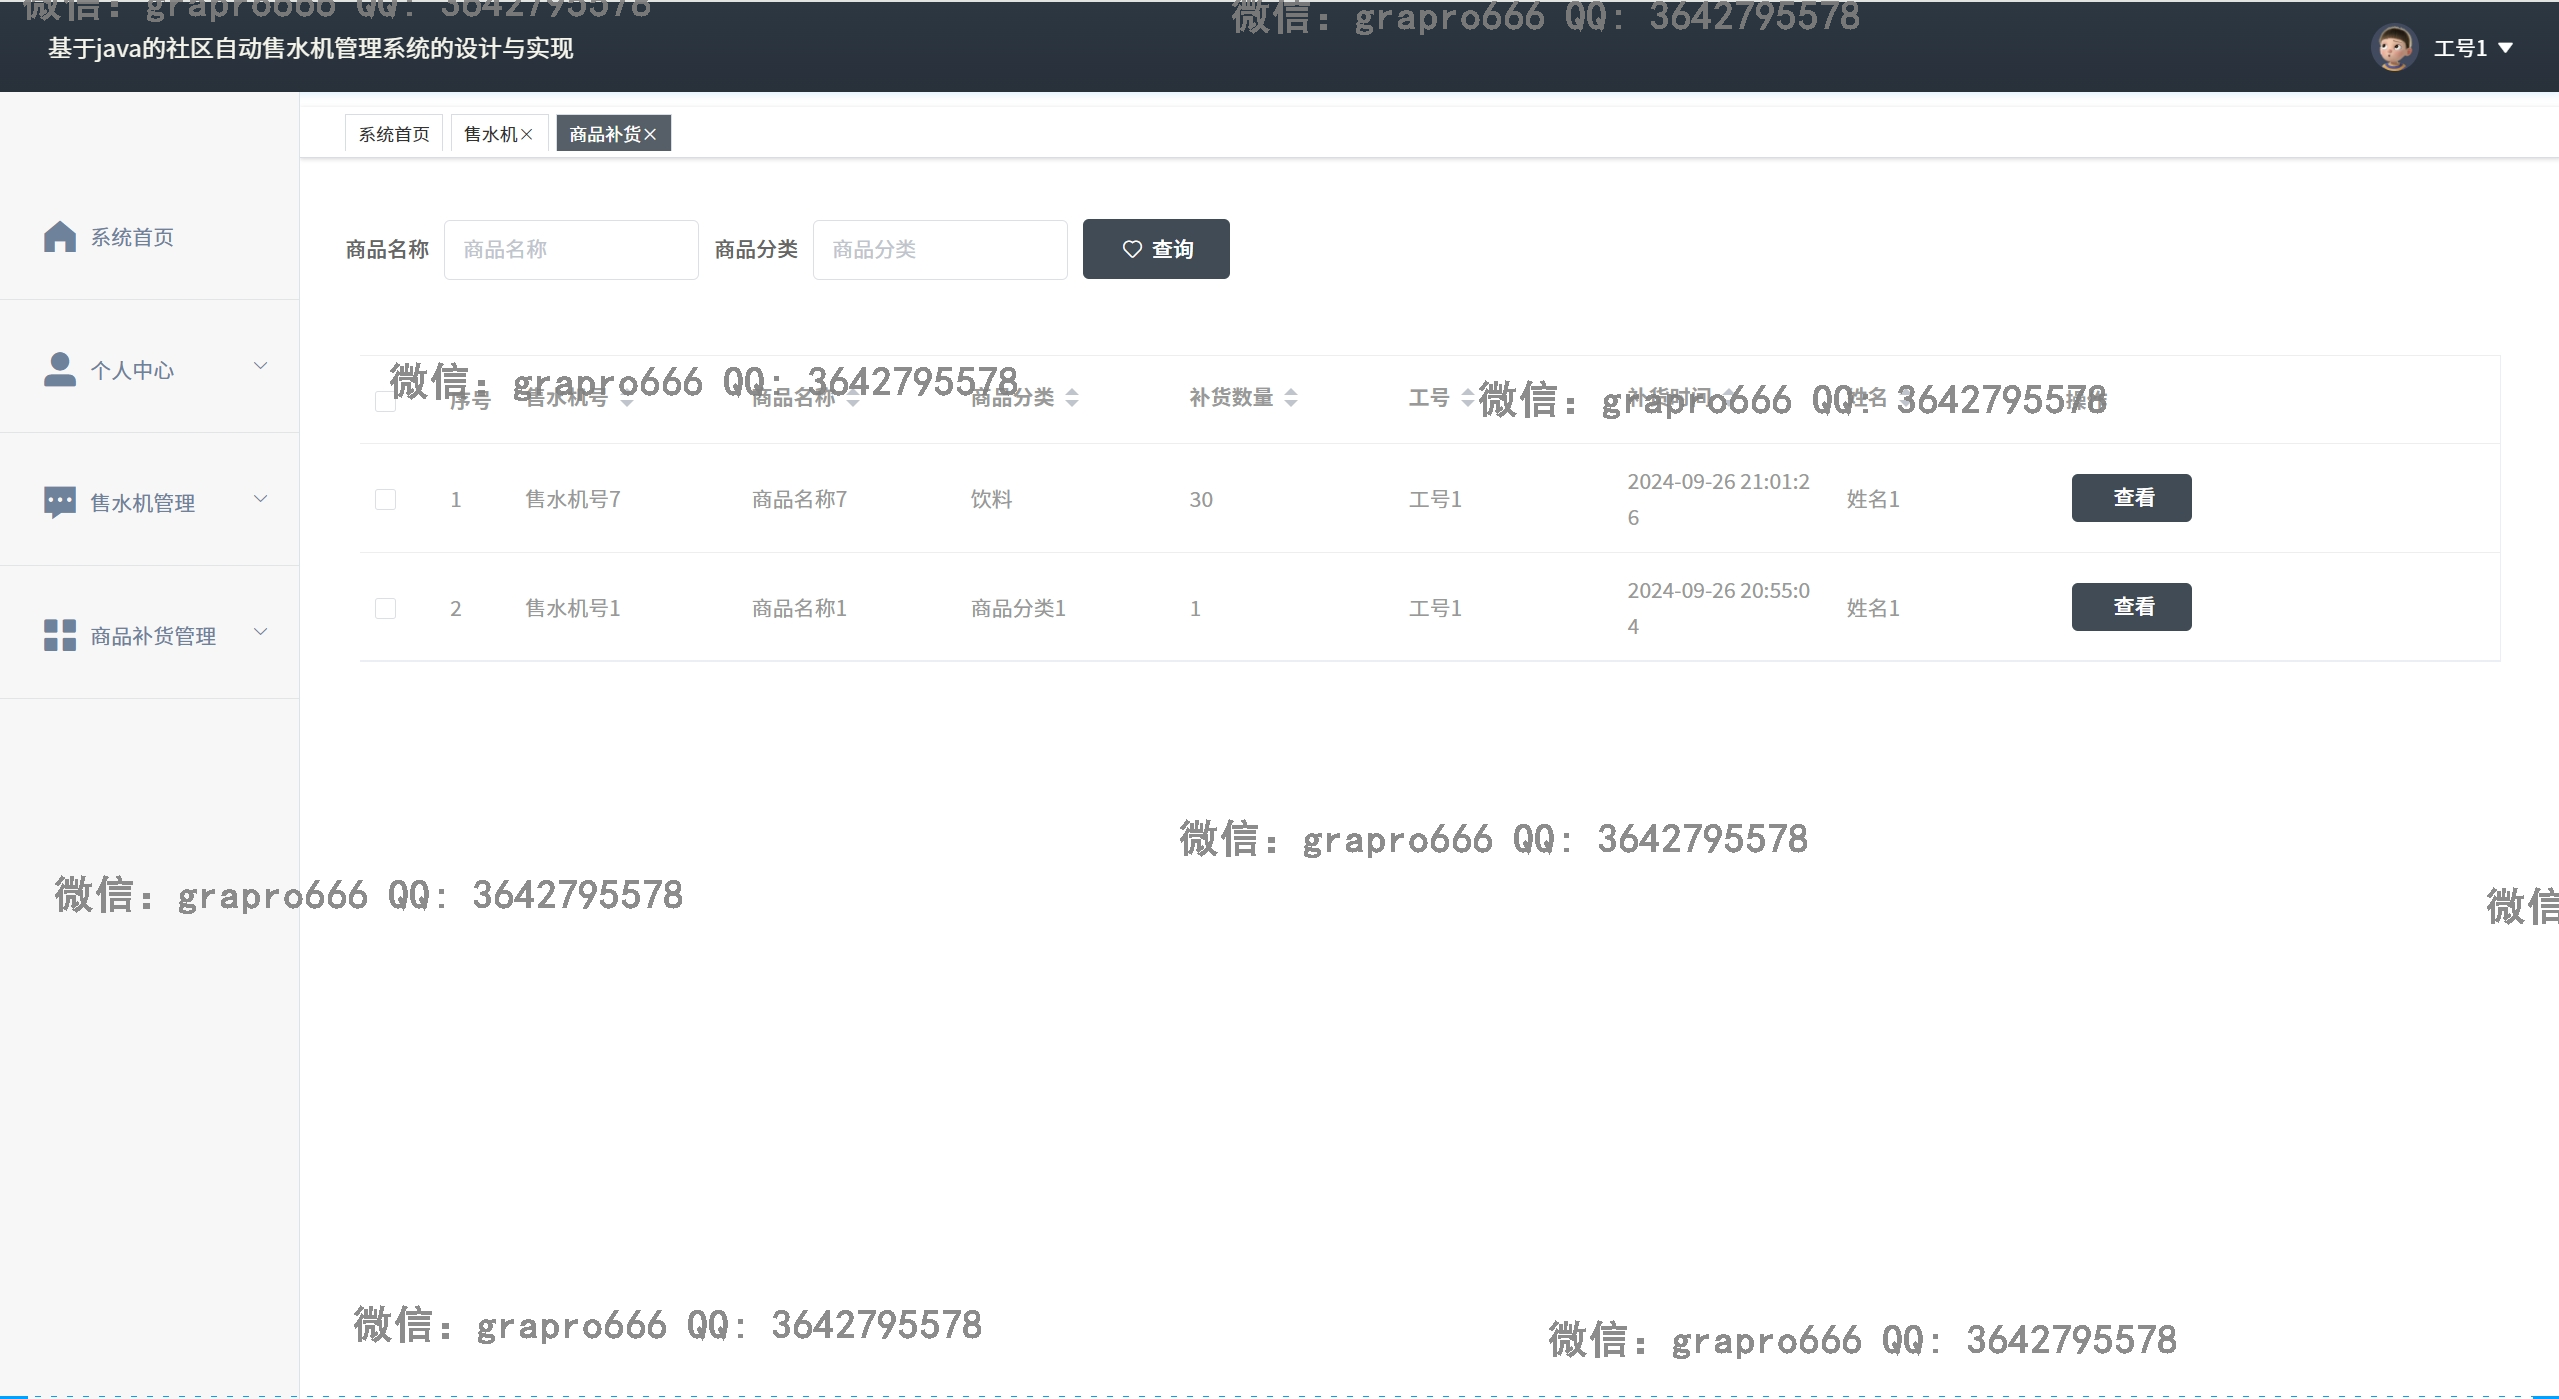 微信: grapro666 QQ: 3642795578
微信: grapro666 QQ: 3642795578
基于java的社区自动售水机管理系统的设计与实现
工号1
系统首页
售水机×
商品补货×
系统首页
商品名称
商品名称
商品分类
商品分类
查询
个人中心
微信: grapro666 QQ: 3642795578
微信: grapro666 QQ: 3642795578
序号 售水机号 商品名称 商品分类 补货数量 工号 补货时间 姓名 操作
售水机管理
1 售水机号7 商品名称7 饮料 30 工号1 2024-09-26 21:01:2
6
姓名1 查看
商品补货管理
2 售水机号1 商品名称1 商品分类1 1 工号1 2024-09-26 20:55:0
4
姓名1 查看
微信: grapro666 QQ: 3642795578
微信: grapro666 QQ: 3642795578
微信
微信: grapro666 QQ: 3642795578
微信: grapro666 QQ: 3642795578